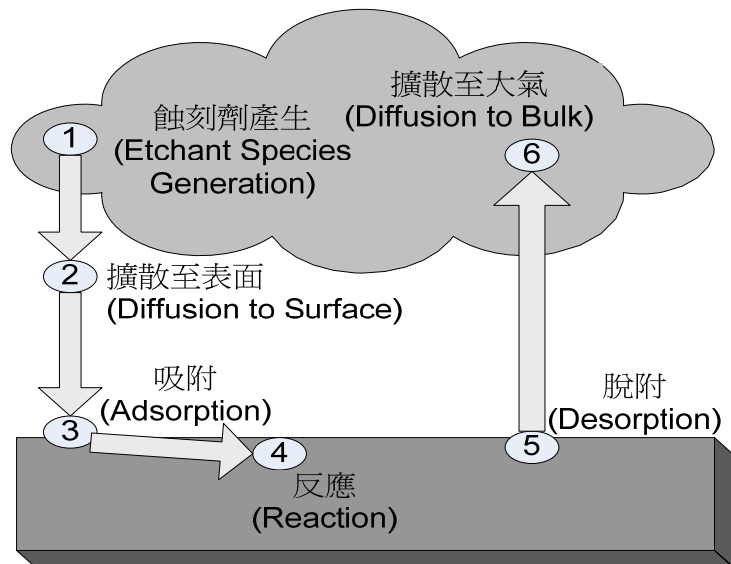 1
蝕刻劑產生
(Etchant Species
Generation)
2
擴散至表面
(Diffusion to Surface)
3
吸附
(Adsorption)
4
反應
(Reaction)
5
脫附
(Desorption)
6
擴散至大氣
(Diffusion to Bulk)